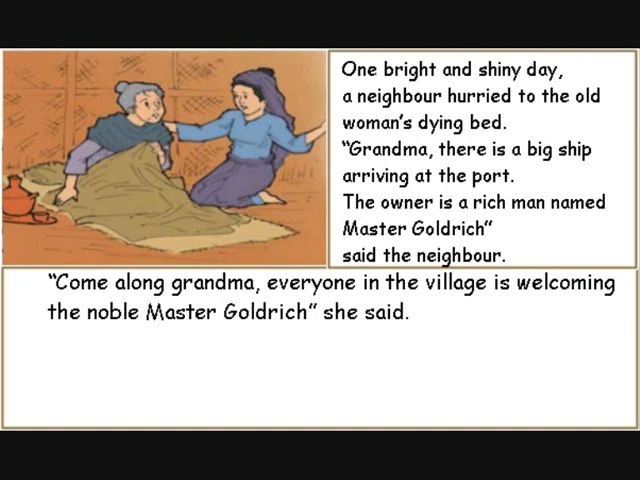 One bright and shiny day,
a neighbour hurried to the old
woman's dying bed.
"Grandma, there is a big ship
arriving at the port.
The owner is a rich man named
Master Goldrich"
said the neighbour.
"Come along grandma, everyone in the village is welcoming
the noble Master Goldrich" she said.